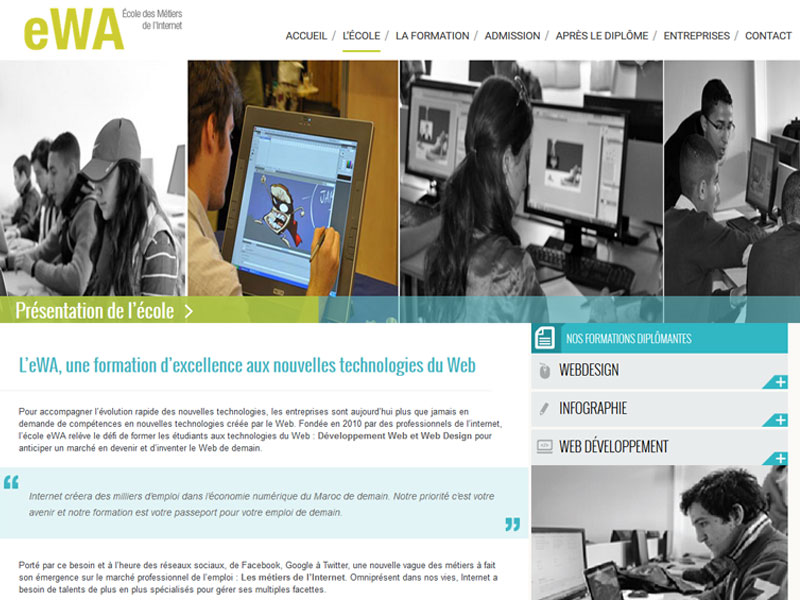 eWA École des Métiers
de l'Internet
ACCUEIL / L'ÉCOLE / LA FORMATION / ADMISSION / APRÈS LE DIPLÔME / ENTREPRISES / CONTACT
Présentation de l'école >
L'eWA, une formation d'excellence aux nouvelles technologies du Web
Pour accompagner l'évolution rapide des nouvelles technologies, les entreprises sont aujourd'hui plus que jamais en
demande de compétences en nouvelles technologies créée par le Web. Fondée en 2010 par des professionnels de l'internet,
l'école eWA relève le défi de former les étudiants aux technologies du Web : Développement Web et Web Design pour
anticiper un marché en devenir et d'inventer le Web de demain.
“ Internet créera des milliers d'emploi dans l'économie numérique du Maroc de demain. Notre priorité c'est votre
avenir et notre formation est votre passeport pour votre emploi de demain. ”
Porté par ce besoin et à l'heure des réseaux sociaux, de Facebook, Google à Twitter, une nouvelle vague des métiers à fait
son émergence sur le marché professionnel de l'emploi : Les métiers de l'Internet. Omniprésent dans nos vies, Internet a
besoin de talents de plus en plus spécialisés pour gérer ses multiples facettes.
NOS FORMATIONS DIPLÔMANTES
WEBDESIGN
+
INFOGRAPHIE
+
WEB DÉVELOPPEMENT
+